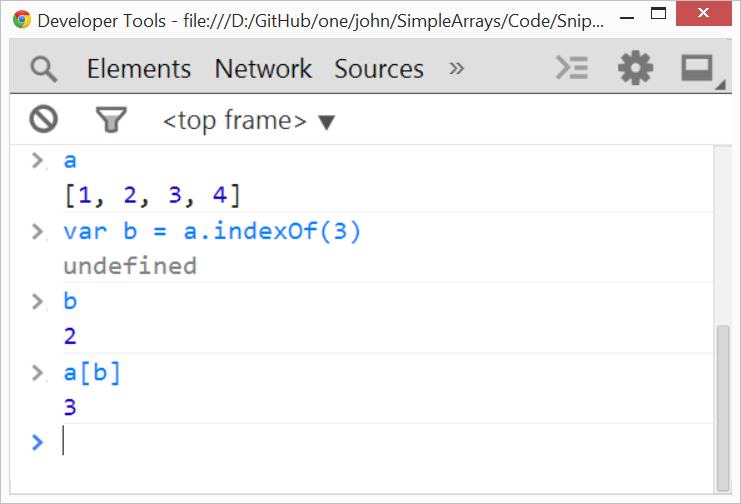 Developer Tools - file:///D:/GitHub/one/john/SimpleArrays/Code/Snip...
Elements Network Sources »
<top frame> ▼
> a
[1, 2, 3, 4]
> var b = a.indexOf(3)
undefined
> b
2
> a[b]
3
>